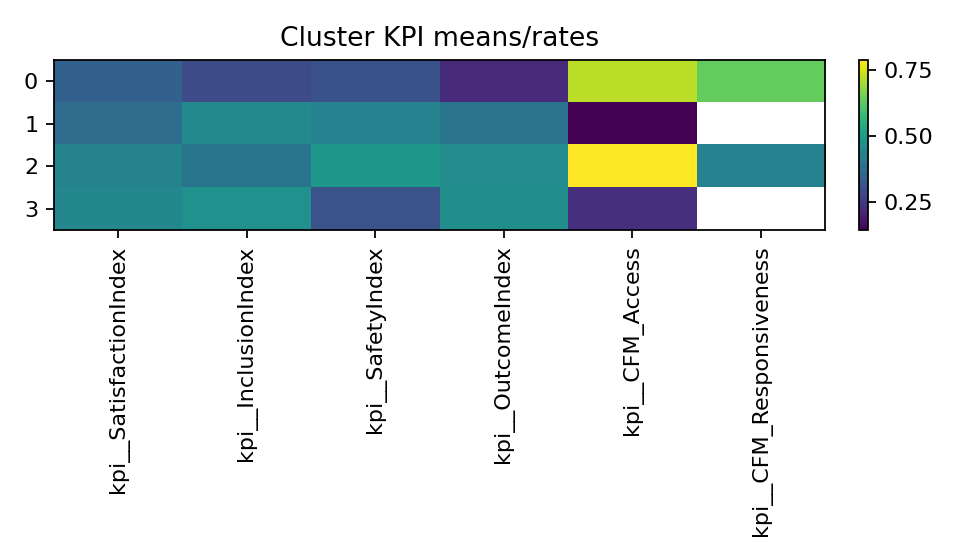 Cluster KPI means/rates
0
1
2
3
0.75
0.50
0.25
kpi__SatisfactionIndex
kpi__InclusionIndex
kpi__SafetyIndex
kpi__OutcomeIndex
kpi__CFM_Access
kpi__CFM_Responsiveness